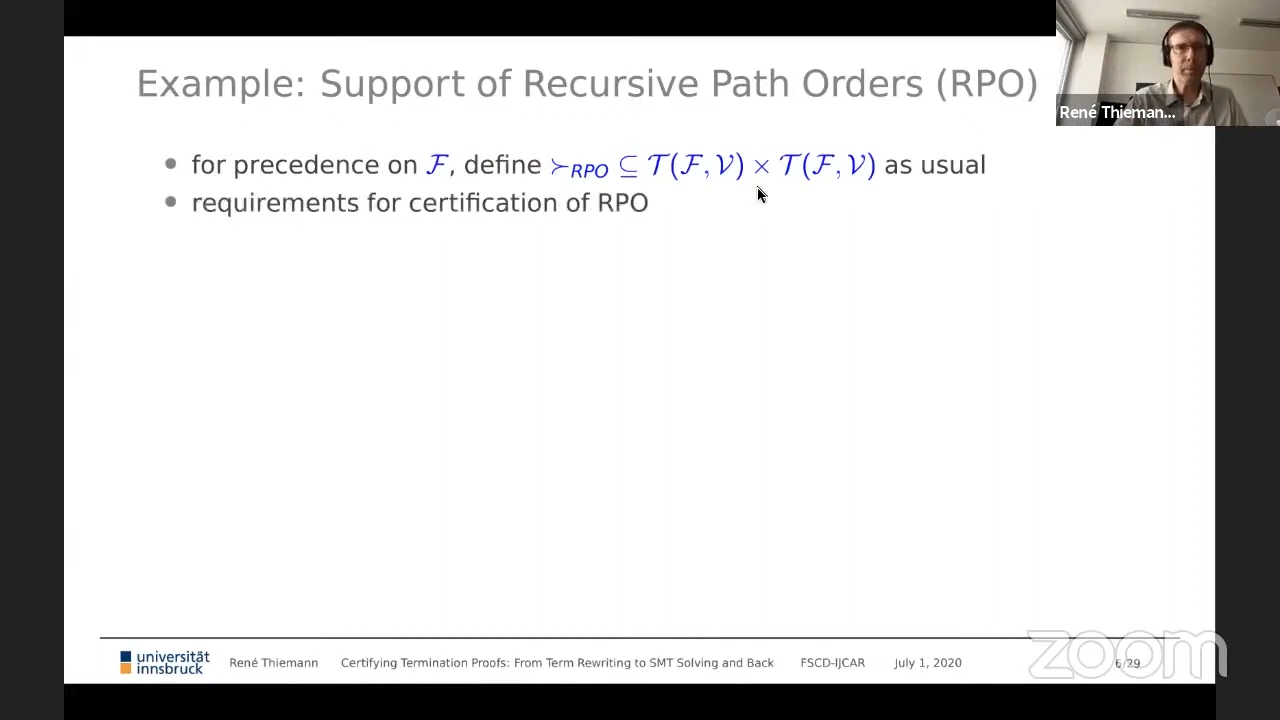 Example: Support of Recursive Path Orders (RPO)
René Thieman...
• for precedence on ℱ, define ≻_RPO ⊆ 𝒯(ℱ, 𝒱) × 𝒯(ℱ, 𝒱) as usual
• requirements for certification of RPO
universität
innsbruck
René Thiemann Certifying Termination Proofs: From Term Rewriting to SMT Solving and Back FSCD-IJCAR July 1, 2020 6/29
zoom